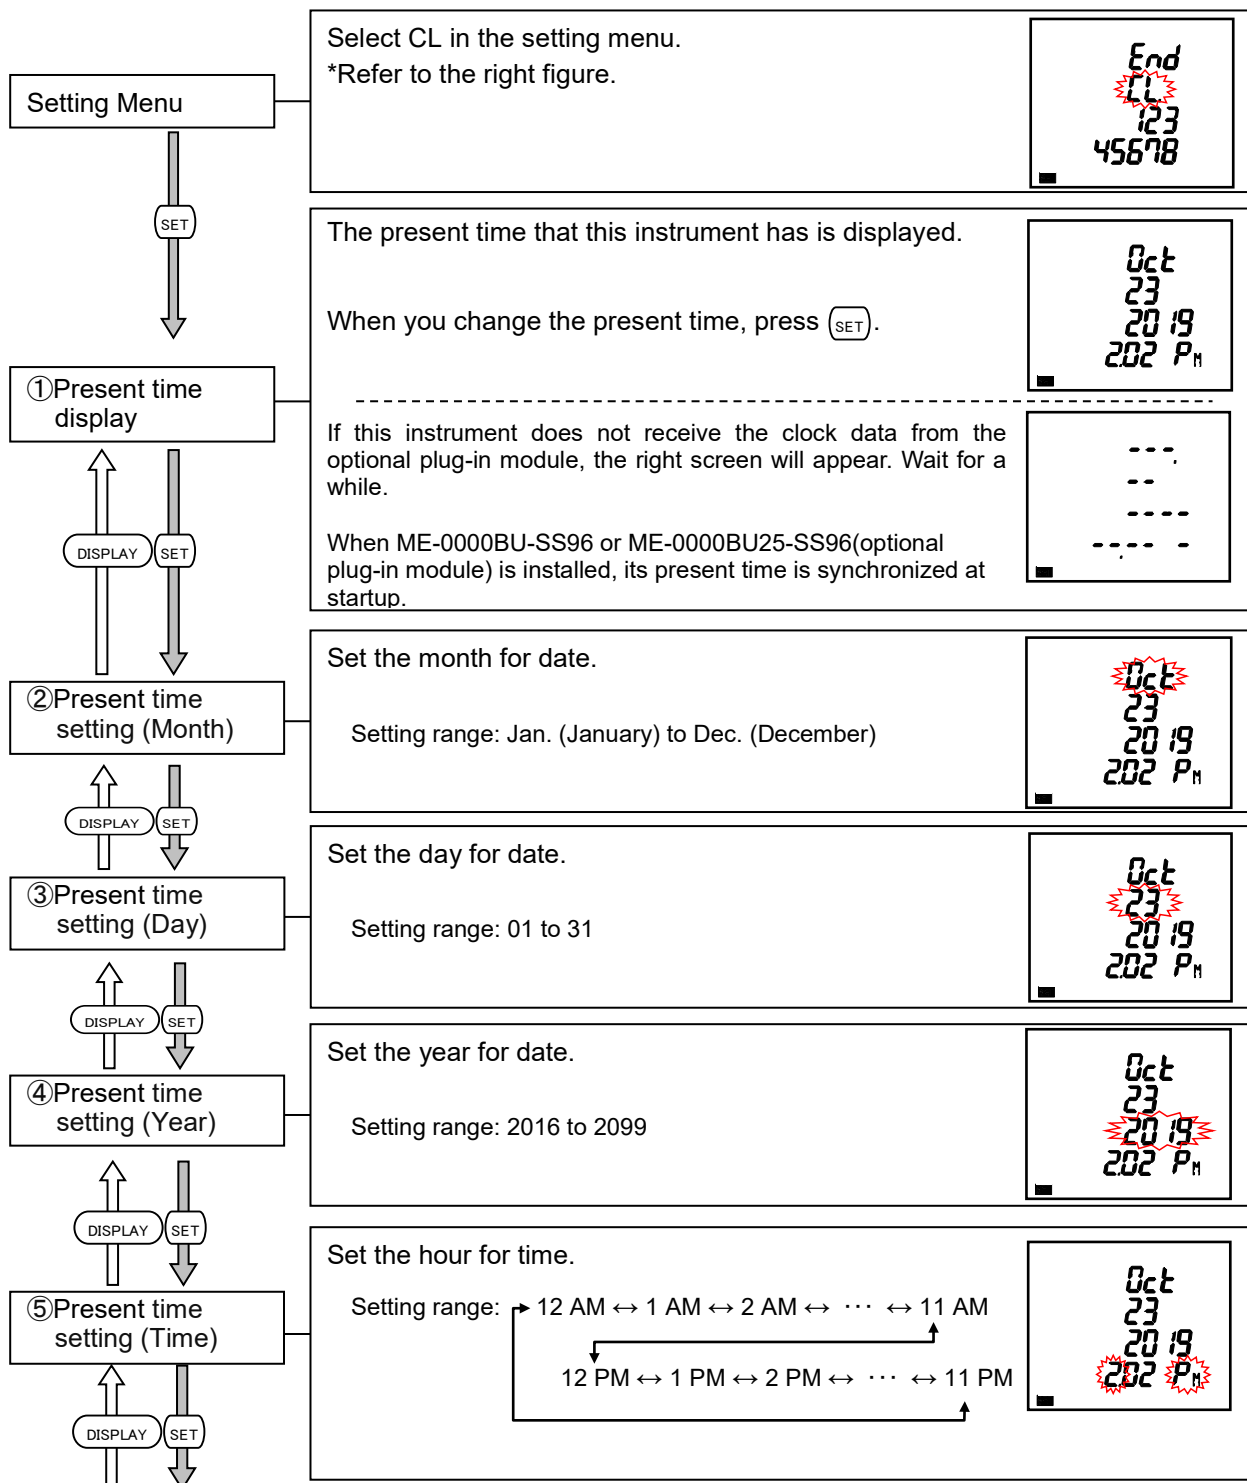 Setting Menu
Select CL in the setting menu.
*Refer to the right figure.
End
CL
123
45678
SET
①Present time
display
The present time that this instrument has is displayed.
When you change the present time, press SET.
Oct
23
2019
2.02 PM
If this instrument does not receive the clock data from the
optional plug-in module, the right screen will appear. Wait for a
while.
When ME-0000BU-SS96 or ME-0000BU25-SS96(optional
plug-in module) is installed, its present time is synchronized at
startup.
---.
--
----
--.-- -
DISPLAY SET
②Present time
setting (Month)
Set the month for date.
Setting range: Jan. (January) to Dec. (December)
Oct
23
2019
2.02 PM
DISPLAY SET
③Present time
setting (Day)
Set the day for date.
Setting range: 01 to 31
Oct
23
2019
2.02 PM
DISPLAY SET
④Present time
setting (Year)
Set the year for date.
Setting range: 2016 to 2099
Oct
23
2019
2.02 PM
DISPLAY SET
⑤Present time
setting (Time)
Set the hour for time.
Setting range: 12 AM ↔ 1 AM ↔ 2 AM ↔ ··· ↔ 11 AM
12 PM ↔ 1 PM ↔ 2 PM ↔ ··· ↔ 11 PM
Oct
23
2019
2.02 PM
DISPLAY SET